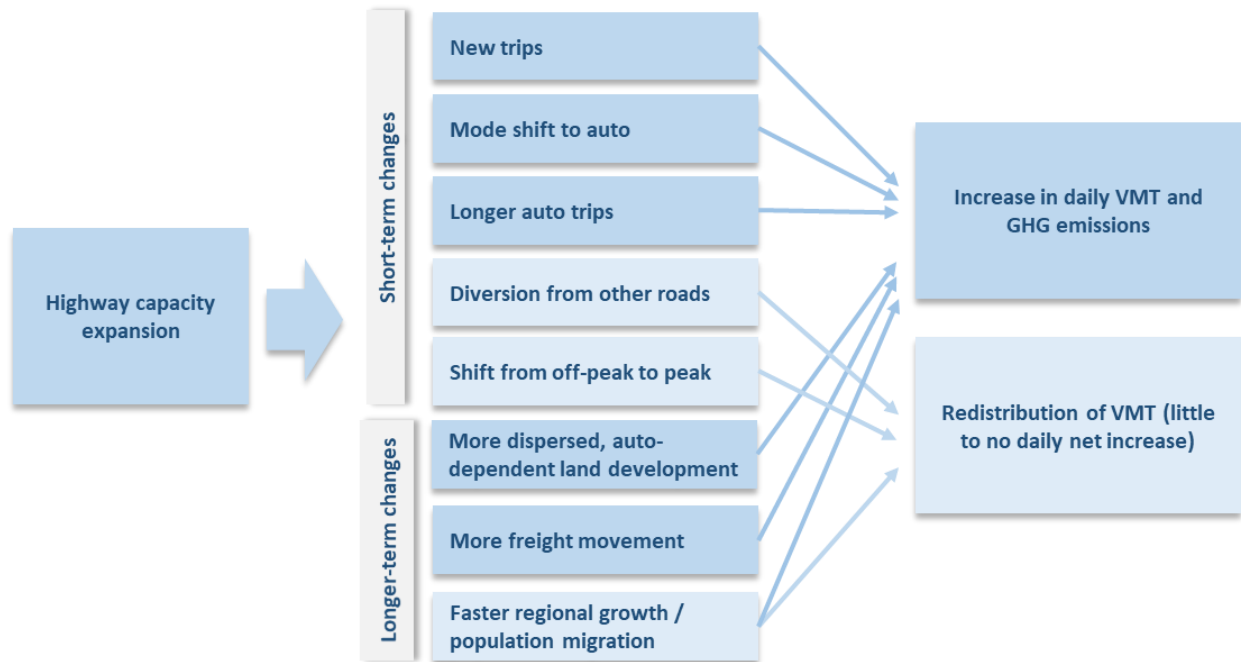 Highway capacity
expansion
Short-term changes
New trips
Mode shift to auto
Longer auto trips
Diversion from other roads
Shift from off-peak to peak
Longer-term changes
More dispersed, auto-
dependent land development
More freight movement
Faster regional growth /
population migration
Increase in daily VMT and
GHG emissions
Redistribution of VMT (little
to no daily net increase)